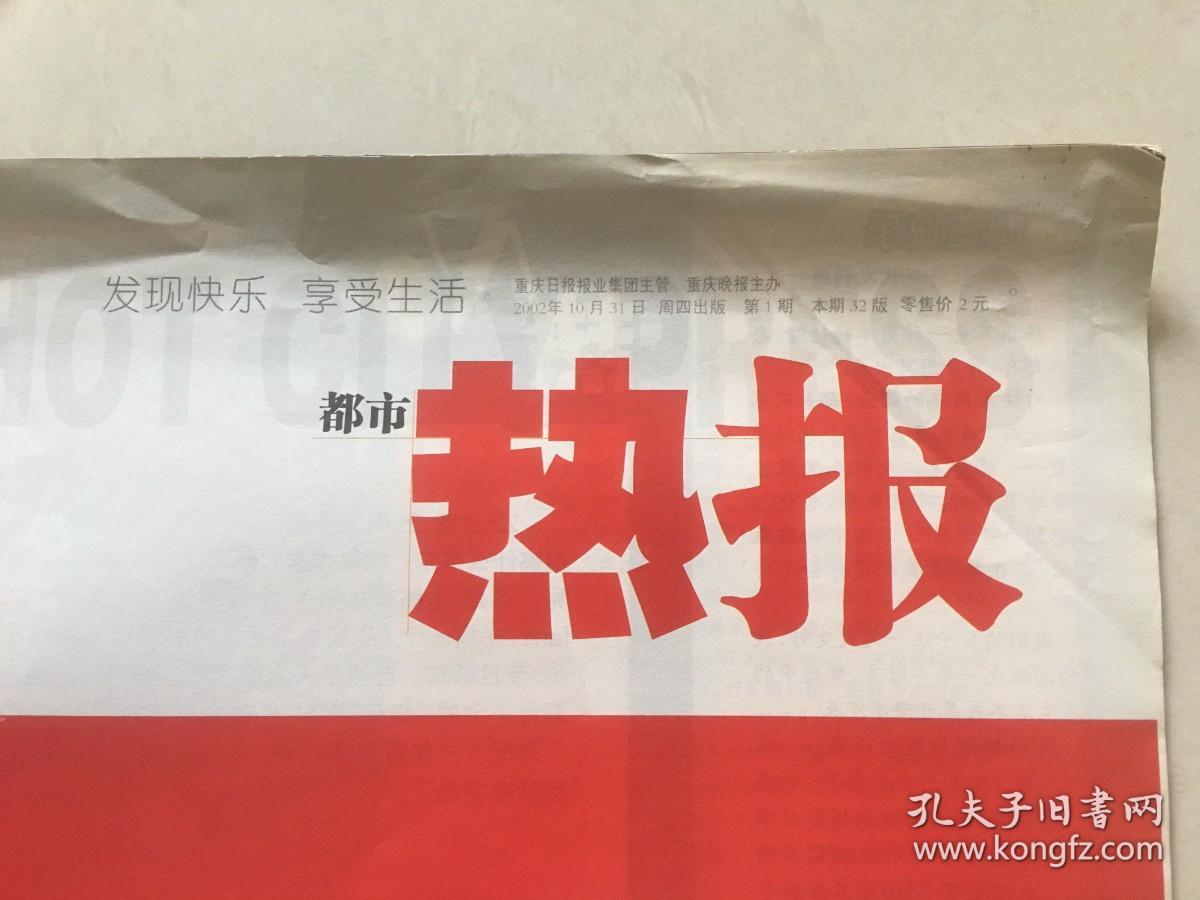 发现快乐 享受生活。
重庆日报报业集团主管 重庆晚报主办
2002年10月31日 周四出版 第1期 本期32版 零售价2元。
都市
热报
孔夫子旧書网
www.kongfz.com